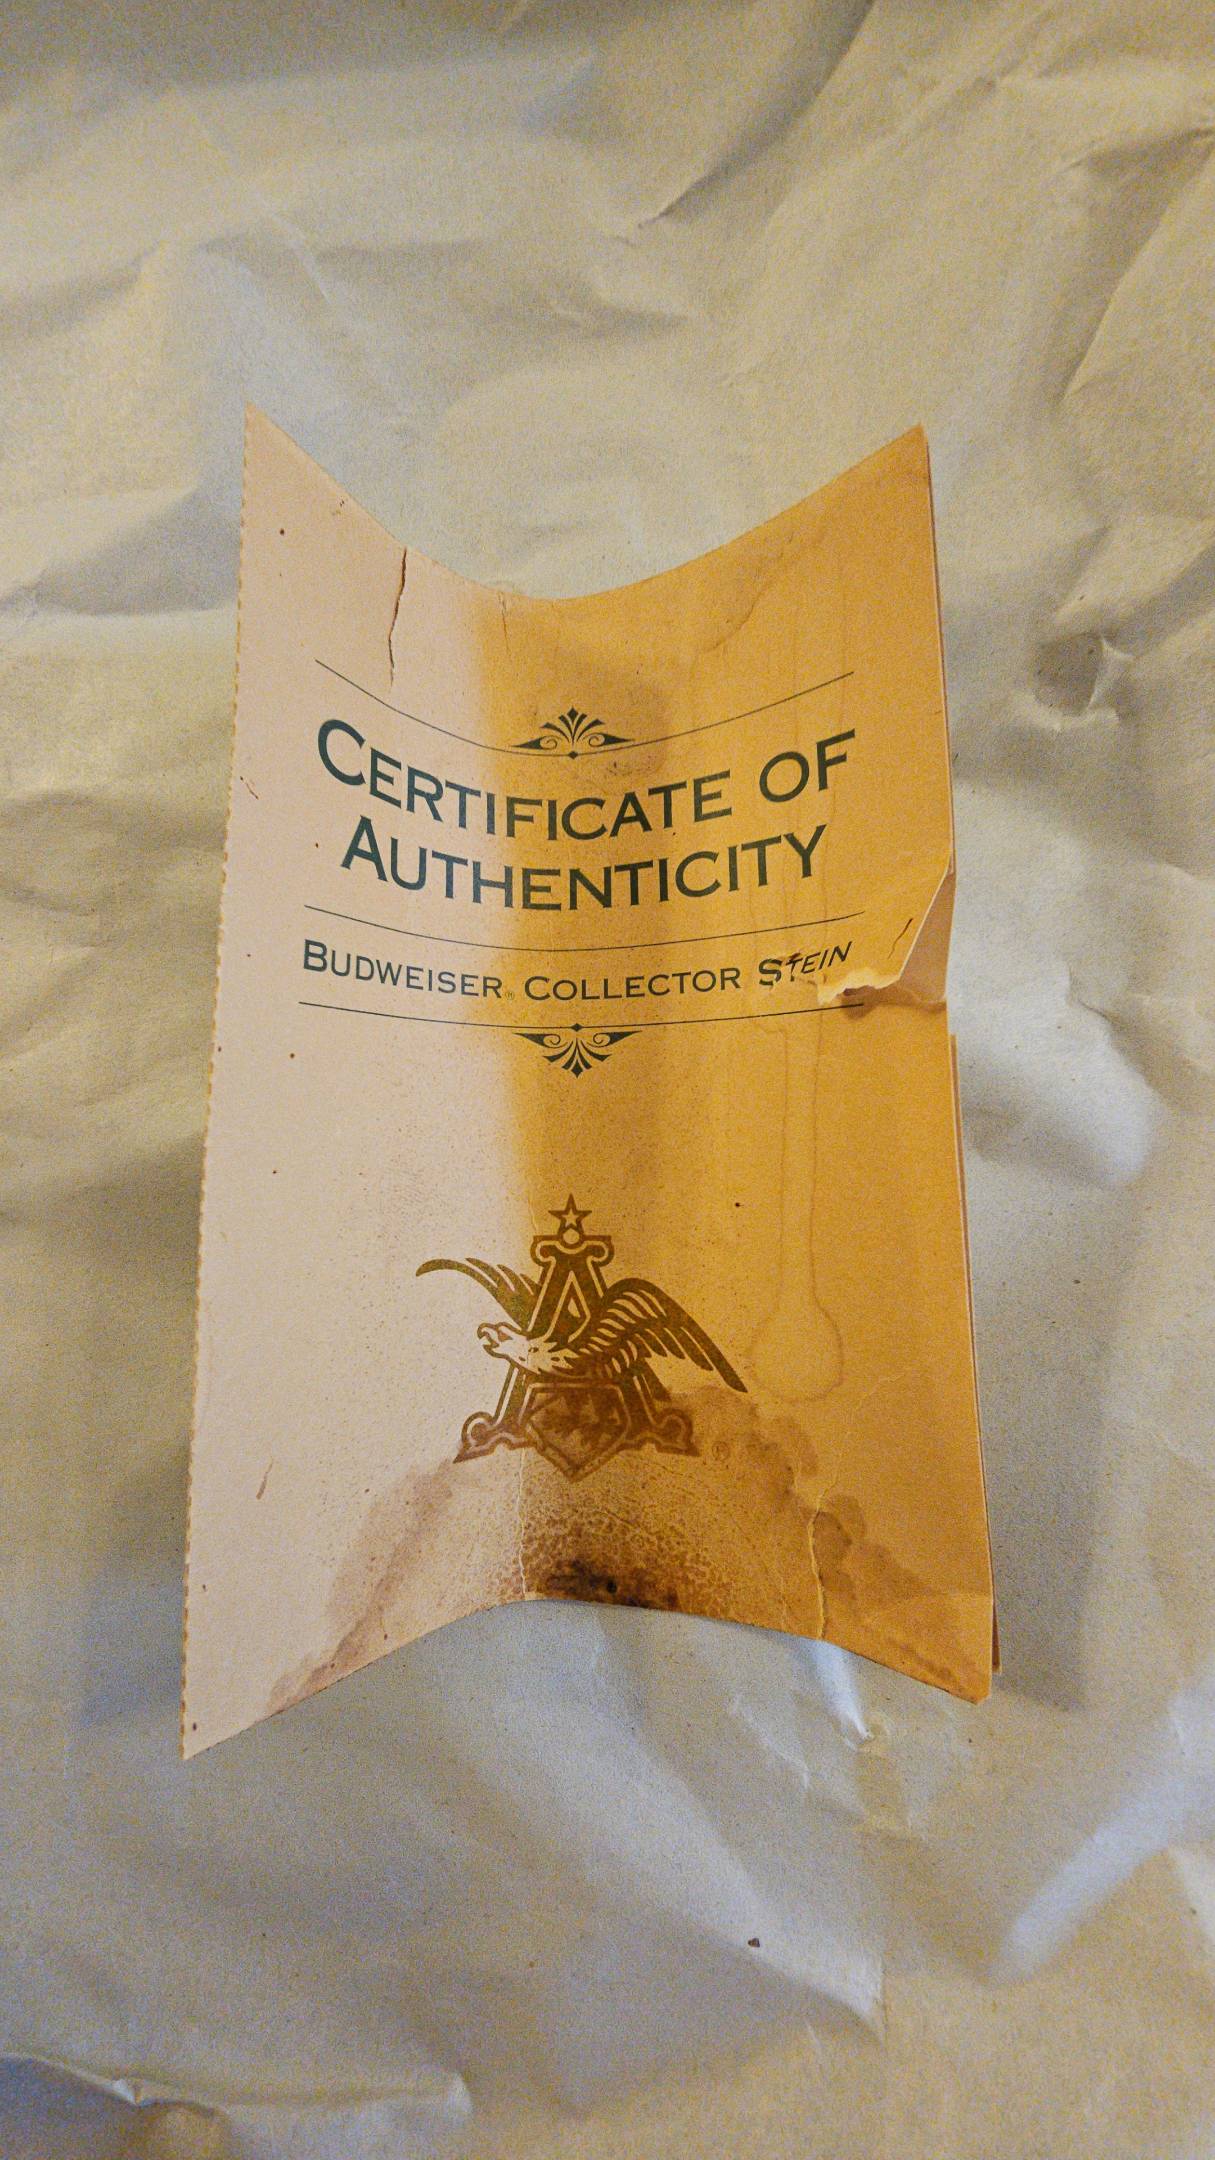 CERTIFICATE OF
AUTHENTICITY
BUDWEISER® COLLECTOR STEIN
A
®